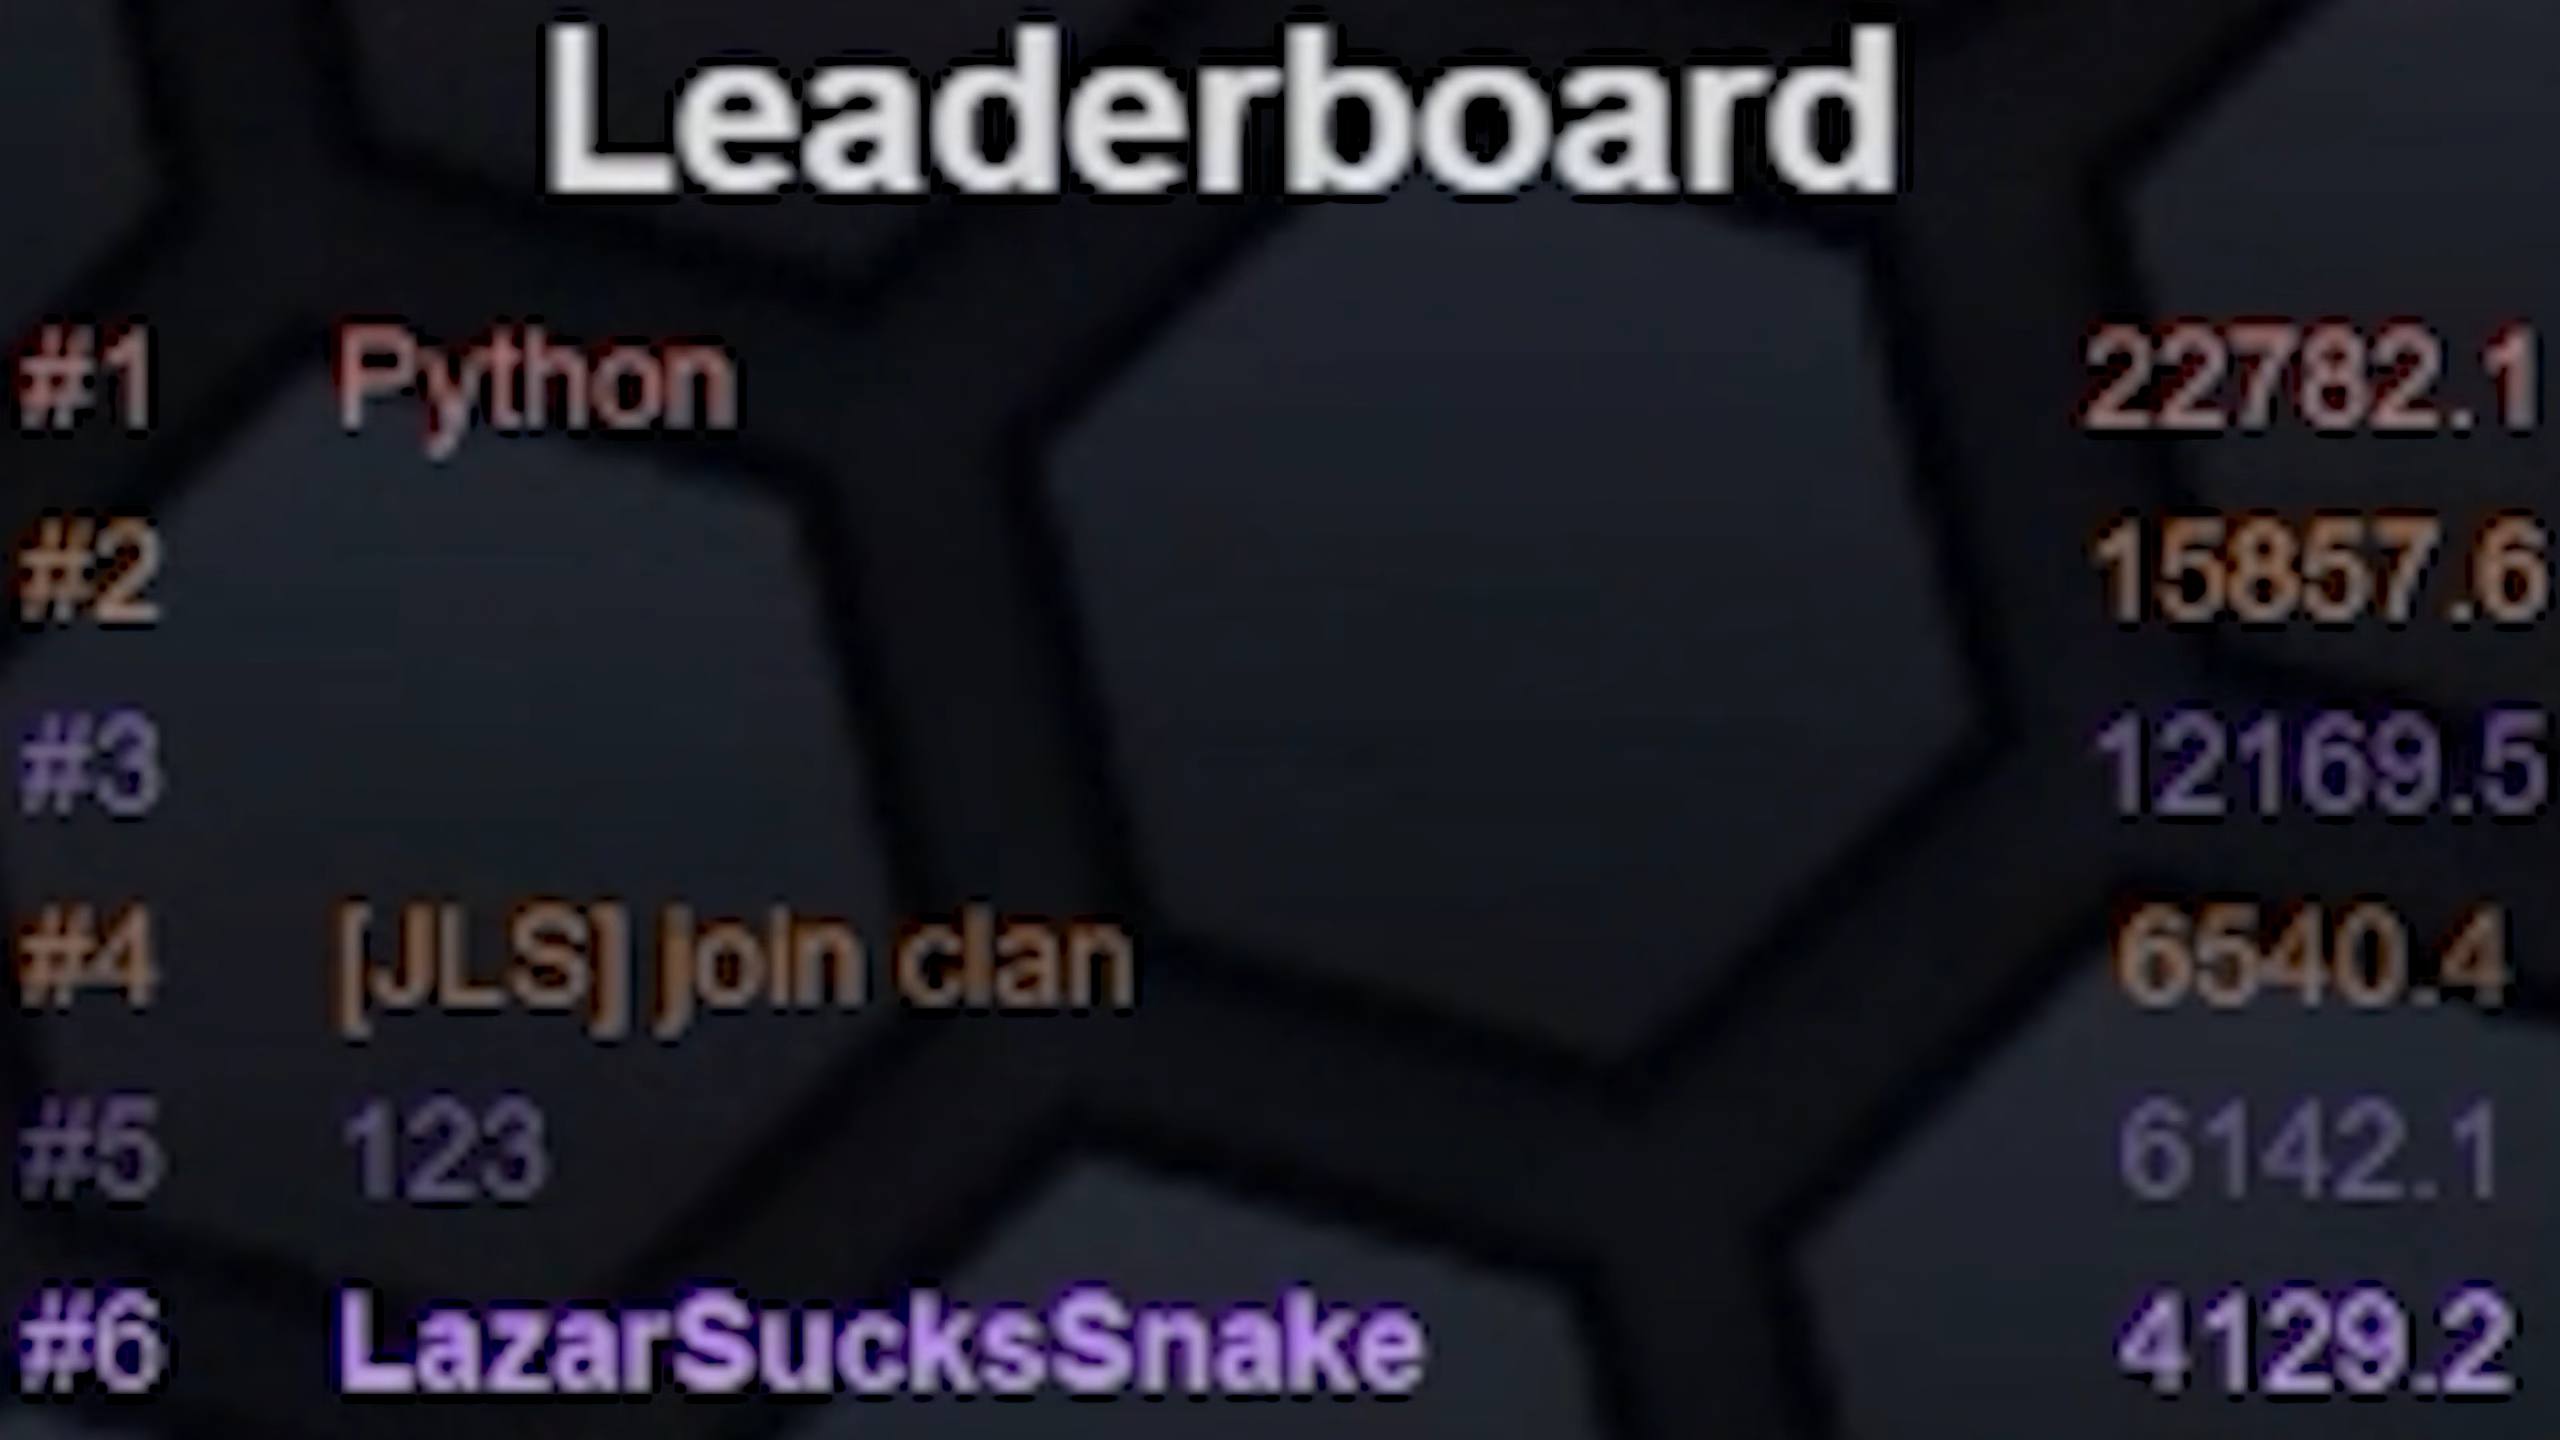 Leaderboard
#1 Python 22782.1
#2 15857.6
#3 12169.5
#4 [JLS] join clan 6540.4
#5 123 6142.1
#6 LazarSucksSnake 4129.2